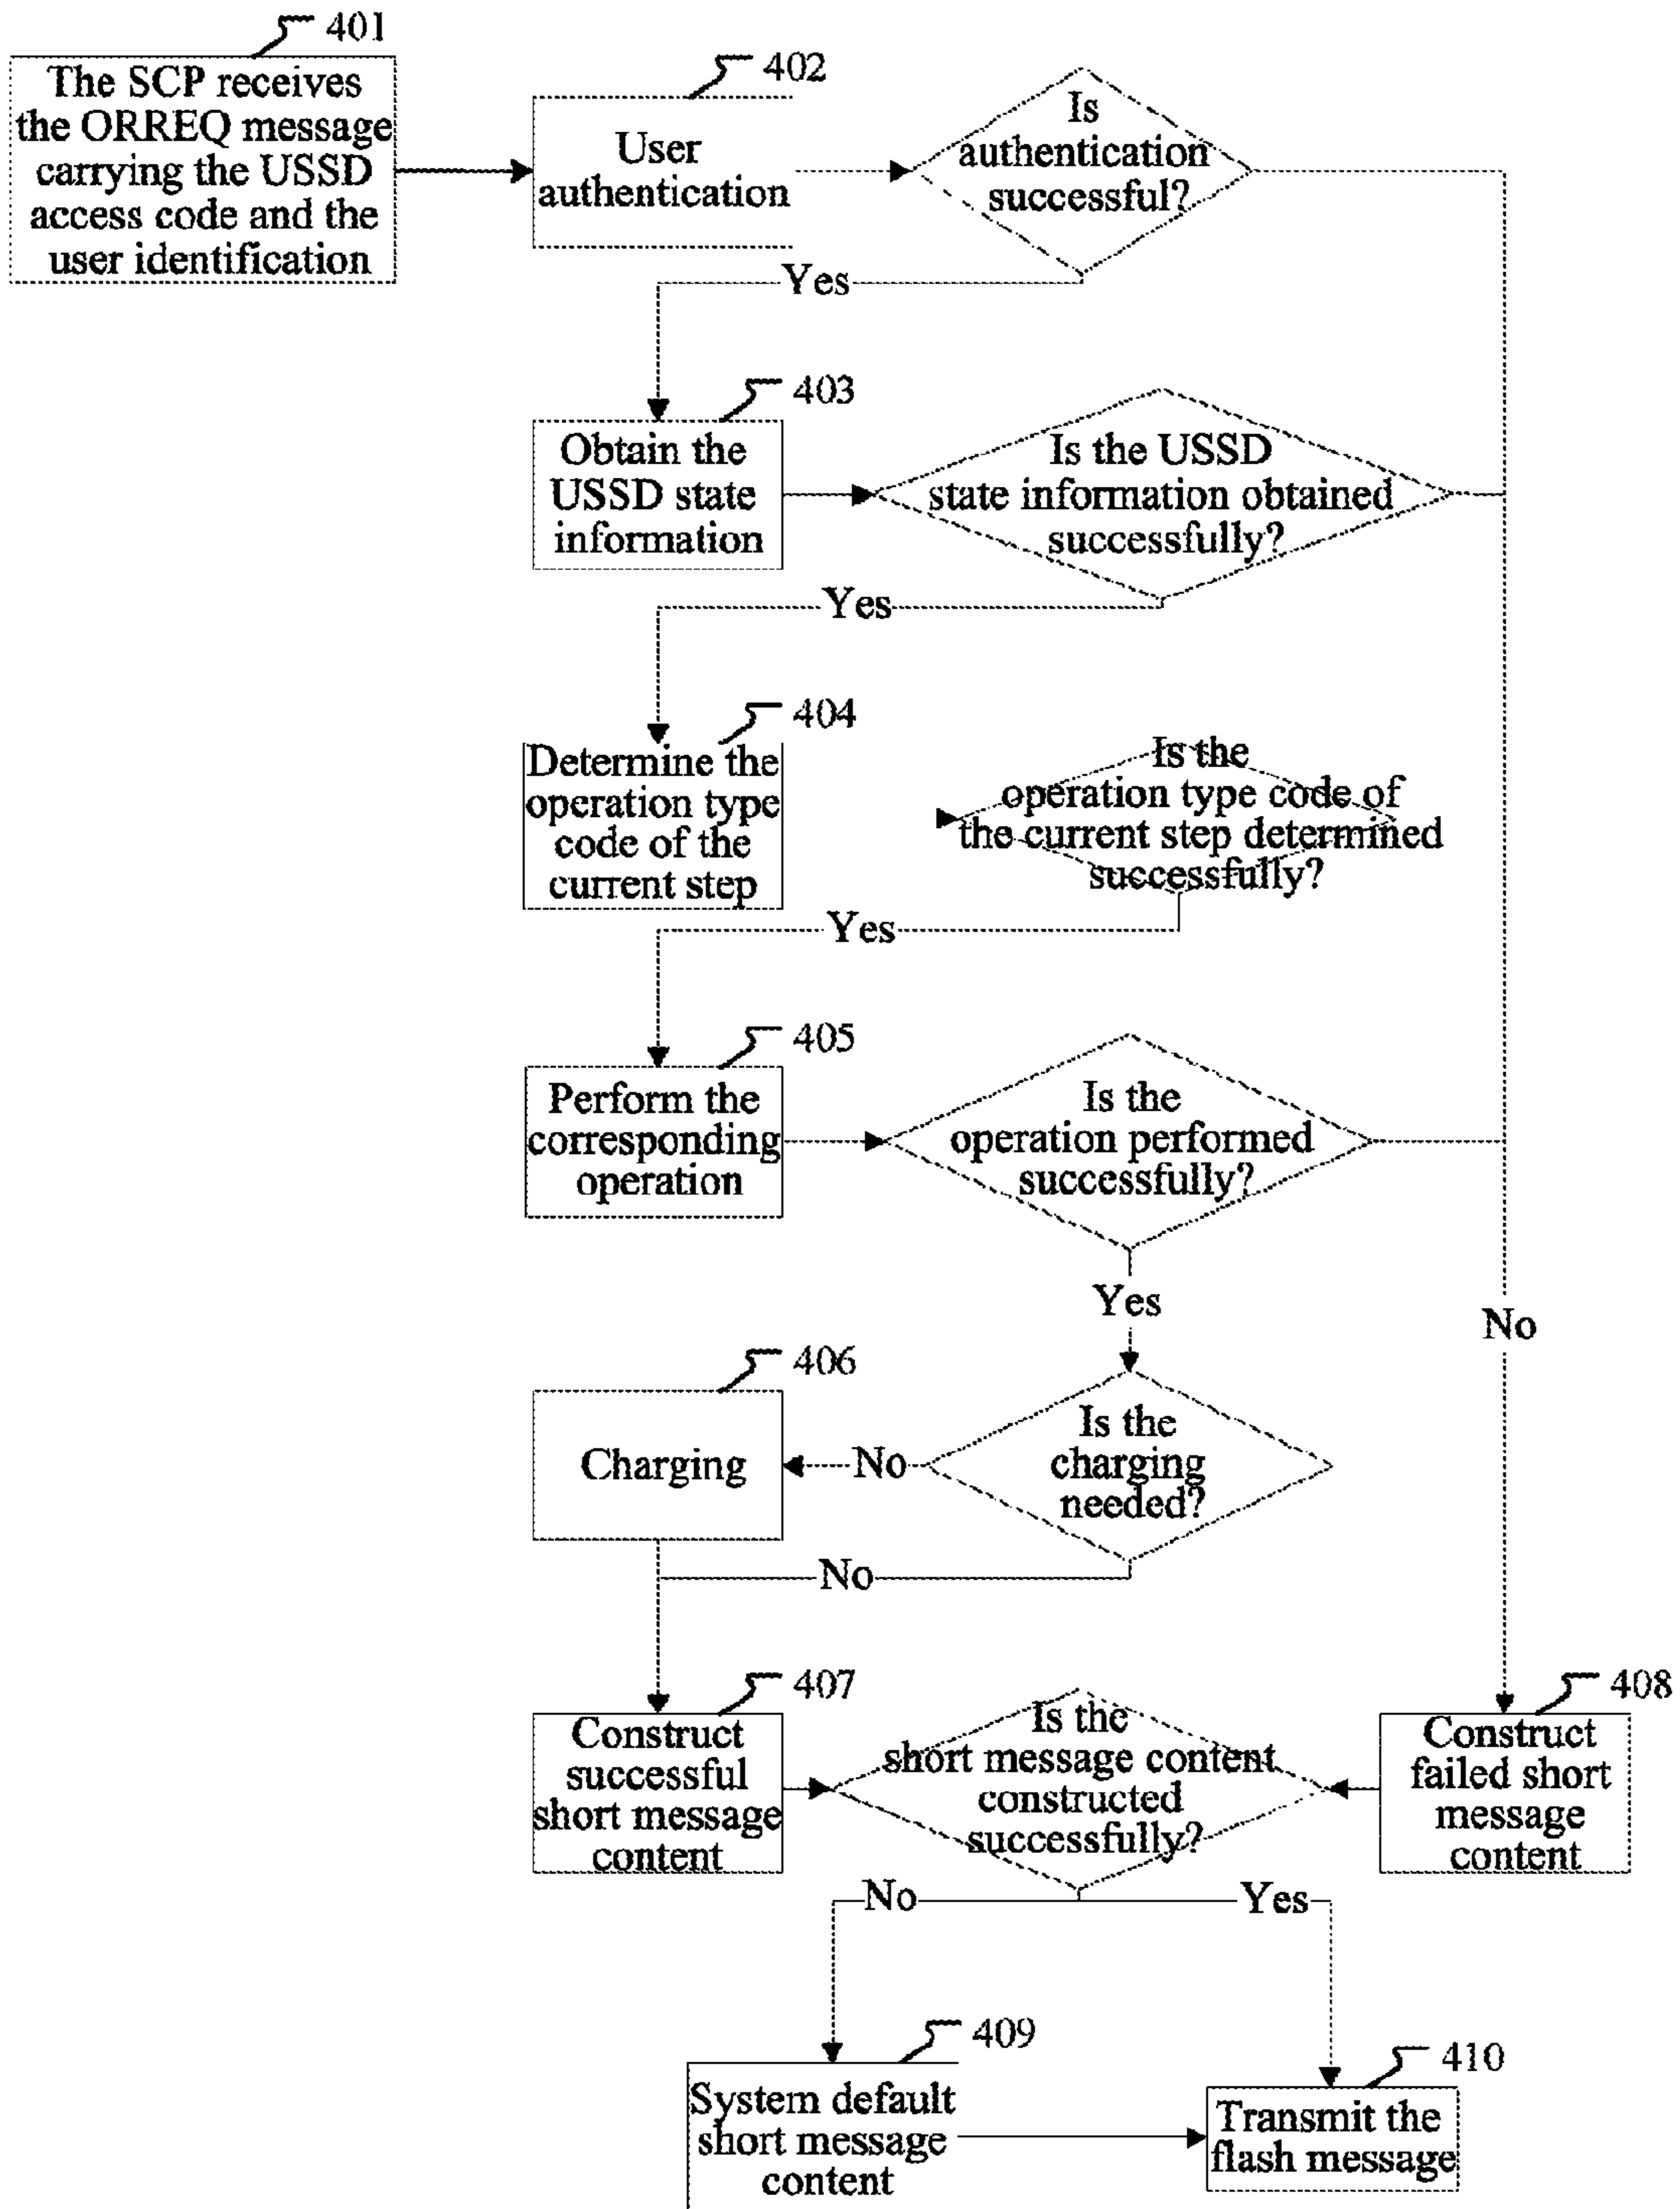 401
The SCP receives
the ORREQ message
carrying the USSD
access code and the
user identification
402
User
authentication
Is
authentication
successful?
Yes
403
Obtain the
USSD state
information
Is the USSD
state information obtained
successfully?
Yes
404
Determine the
operation type
code of the
current step
Is the
operation type code of
the current step determined
successfully?
Yes
405
Perform the
corresponding
operation
Is the
operation performed
successfully?
Yes
No
406
Charging
No
Is the
charging
needed?
No
407
Construct
successful
short message
content
Is the
short message content
constructed
successfully?
408
Construct
failed short
message
content
No
Yes
409
System default
short message
content
410
Transmit the
flash message